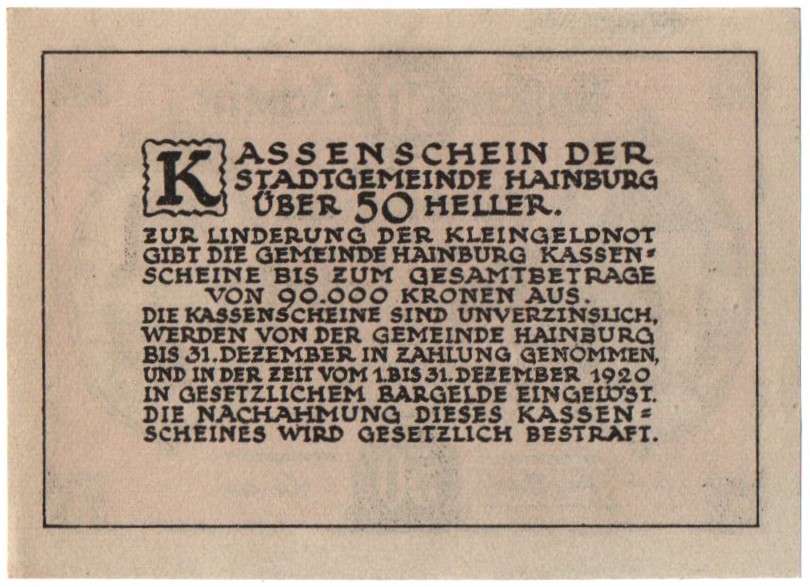 KASSENSCHEIN DER
STADTGEMEINDE HAINBURG
ÜBER 50 HELLER.
ZUR LINDERUNG DER KLEINGELDNOT
GIBT DIE GEMEINDE HAINBURG KASSEN=
SCHEINE BIS ZUM GESAMTBETRAGE
VON 90.000 KRONEN AUS.
DIE KASSENSCHEINE SIND UNVERZINSLICH,
WERDEN VON DER GEMEINDE HAINBURG
BIS 31. DEZEMBER IN ZAHLUNG GENOMMEN,
UND IN DER ZEIT VOM 1. BIS 31. DEZEMBER 1920
IN GESETZLICHEM BARGELDE EINGELÖST.
DIE NACHAHMUNG DIESES KASSEN=
SCHEINES WIRD GESETZLICH BESTRAFT.